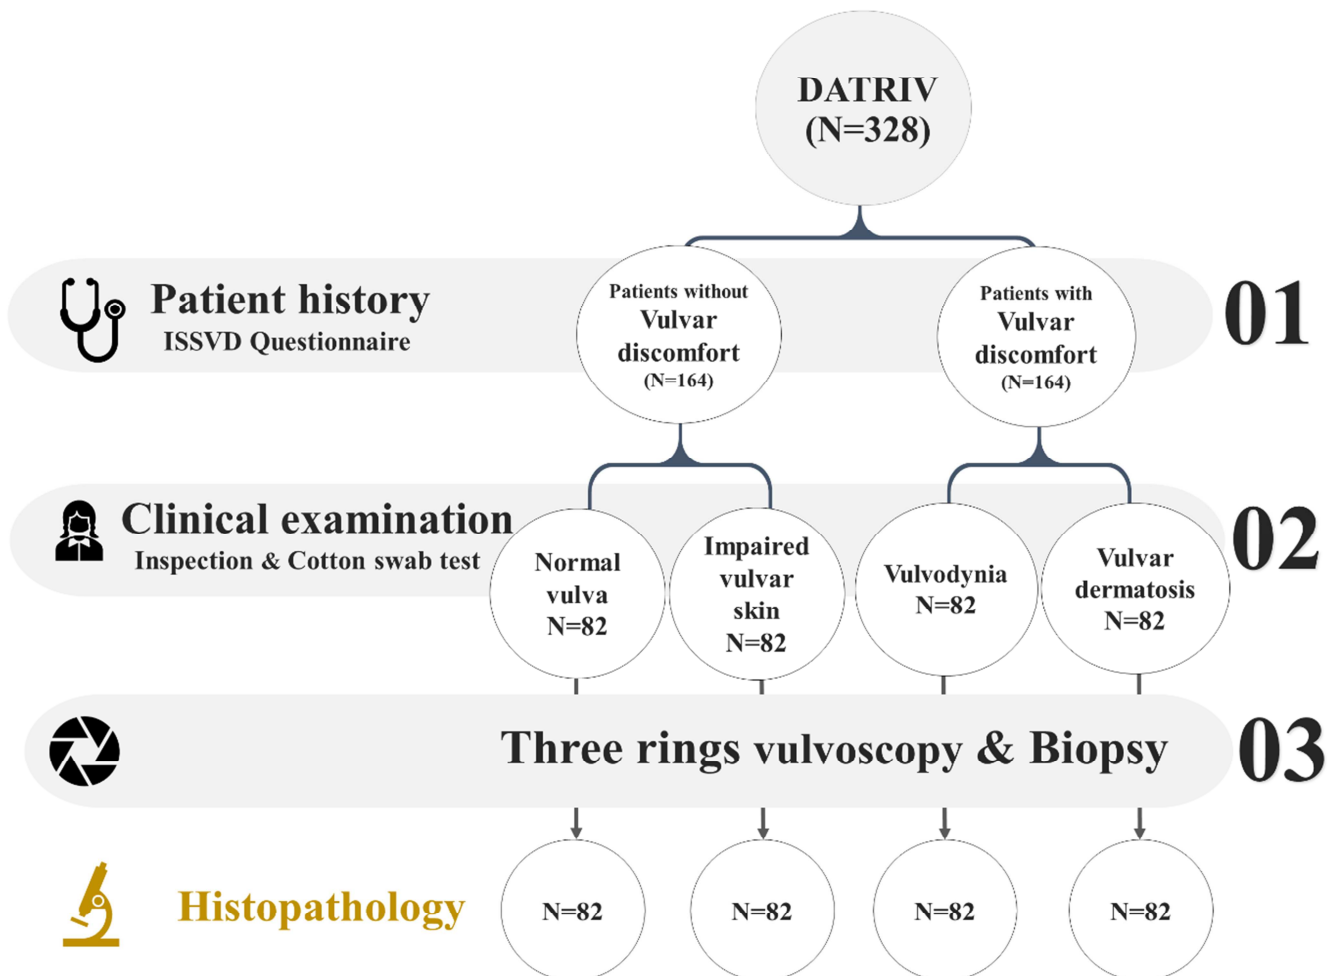 DATRIV
(N=328)
Patient history
ISSVD Questionnaire
Patients without
Vulvar
discomfort
(N=164)
Patients with
Vulvar
discomfort
(N=164)
01
Clinical examination
Inspection & Cotton swab test
Normal
vulva
N=82
Impaired
vulvar
skin
N=82
Vulvodynia
N=82
Vulvar
dermatosis
N=82
02
Three rings vulvoscopy & Biopsy
03
Histopathology
N=82
N=82
N=82
N=82